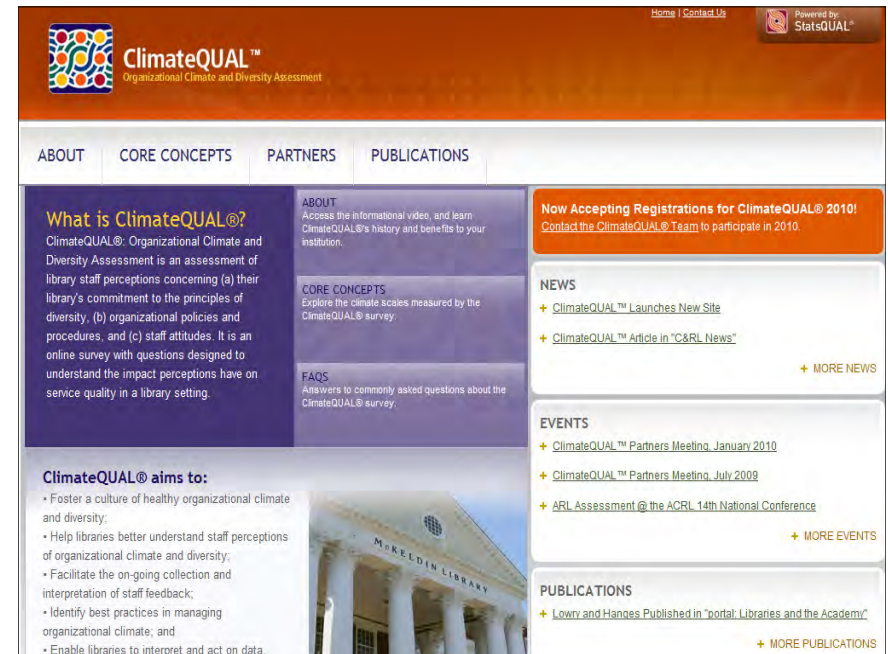 Home | Contact Us
Powered by:
StatsQUAL®
ClimateQUAL™
Organizational Climate and Diversity Assessment
ABOUT
CORE CONCEPTS
PARTNERS
PUBLICATIONS
What is ClimateQUAL®?
ClimateQUAL®: Organizational Climate and
Diversity Assessment is an assessment of
library staff perceptions concerning (a) their
library's commitment to the principles of
diversity, (b) organizational policies and
procedures, and (c) staff attitudes. It is an
online survey with questions designed to
understand the impact perceptions have on
service quality in a library setting.
ABOUT
Access the informational video, and learn
ClimateQUAL®'s history and benefits to your
institution.
CORE CONCEPTS
Explore the climate scales measured by the
ClimateQUAL® survey.
FAQS
Answers to commonly asked questions about the
ClimateQUAL® survey.
ClimateQUAL® aims to:
• Foster a culture of healthy organizational climate
and diversity;
• Help libraries better understand staff perceptions
of organizational climate and diversity;
• Facilitate the on-going collection and
interpretation of staff feedback;
• Identify best practices in managing
organizational climate; and
• Enable libraries to interpret and act on data.
McKELDIN LIBRARY
Now Accepting Registrations for ClimateQUAL® 2010!
Contact the ClimateQUAL® Team to participate in 2010.
NEWS
+ ClimateQUAL™ Launches New Site
+ ClimateQUAL™ Article in "C&RL News"
+ MORE NEWS
EVENTS
+ ClimateQUAL™ Partners Meeting, January 2010
+ ClimateQUAL™ Partners Meeting, July 2009
+ ARL Assessment @ the ACRL 14th National Conference
+ MORE EVENTS
PUBLICATIONS
+ Lowry and Hanges Published in "portal: Libraries and the Academy"
+ MORE PUBLICATIONS